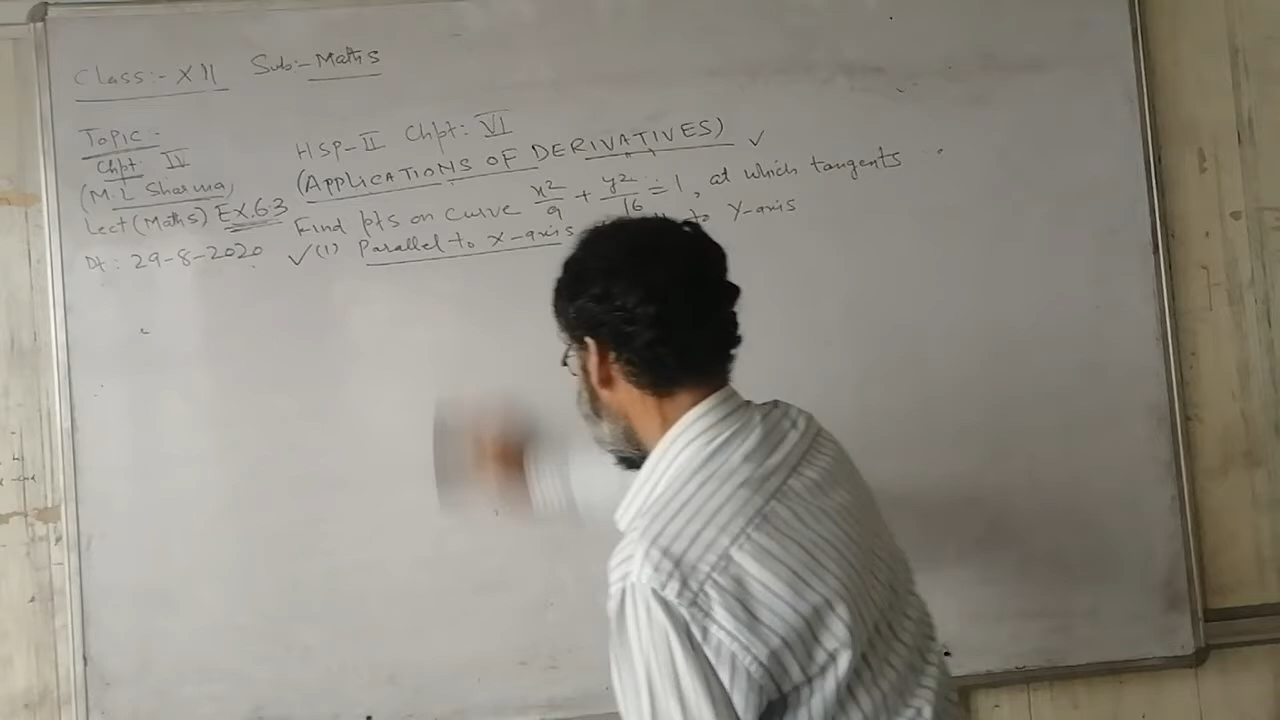 Class:- XII Sub:- Maths
Topic:-
Chpt: IV
(M.L Sharma)
Lect (Maths) EX.6.3
Dt: 29-8-2020
HSP-II Chpt: VI
(APPLICATIONS OF DERIVATIVES) ✓
Find pts on curve x²/9 + y²/16 = 1, at which tangents
✓(1) Parallel to x-axis to Y-axis